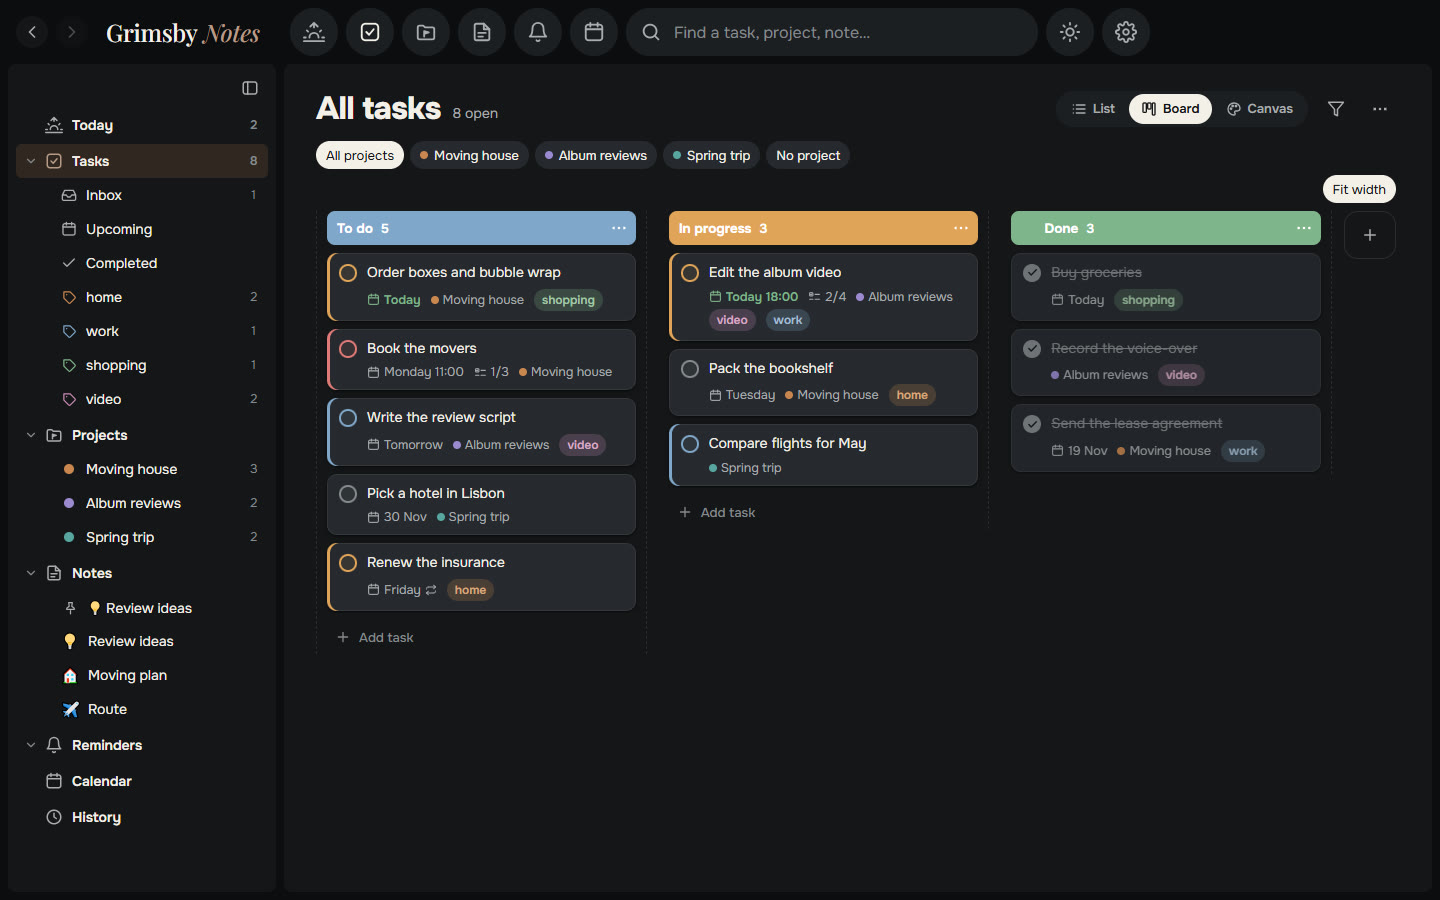 Grimsby Notes
Find a task, project, note...
Today 2
Tasks 8
Inbox 1
Upcoming
Completed
home 2
work 1
shopping 1
video 2
Projects
Moving house 3
Album reviews 2
Spring trip 2
Notes
💡 Review ideas
💡 Review ideas
🏠 Moving plan
✈️ Route
Reminders
Calendar
History
All tasks 8 open
List Board Canvas
All projects Moving house Album reviews Spring trip No project
Fit width
To do 5
Order boxes and bubble wrap
Today Moving house shopping
Book the movers
Monday 11:00 1/3 Moving house
Write the review script
Tomorrow Album reviews video
Pick a hotel in Lisbon
30 Nov Spring trip
Renew the insurance
Friday home
+ Add task
In progress 3
Edit the album video
Today 18:00 2/4 Album reviews
video work
Pack the bookshelf
Tuesday Moving house home
Compare flights for May
Spring trip
+ Add task
Done 3
Buy groceries
Today shopping
Record the voice-over
Album reviews video
Send the lease agreement
19 Nov Moving house work